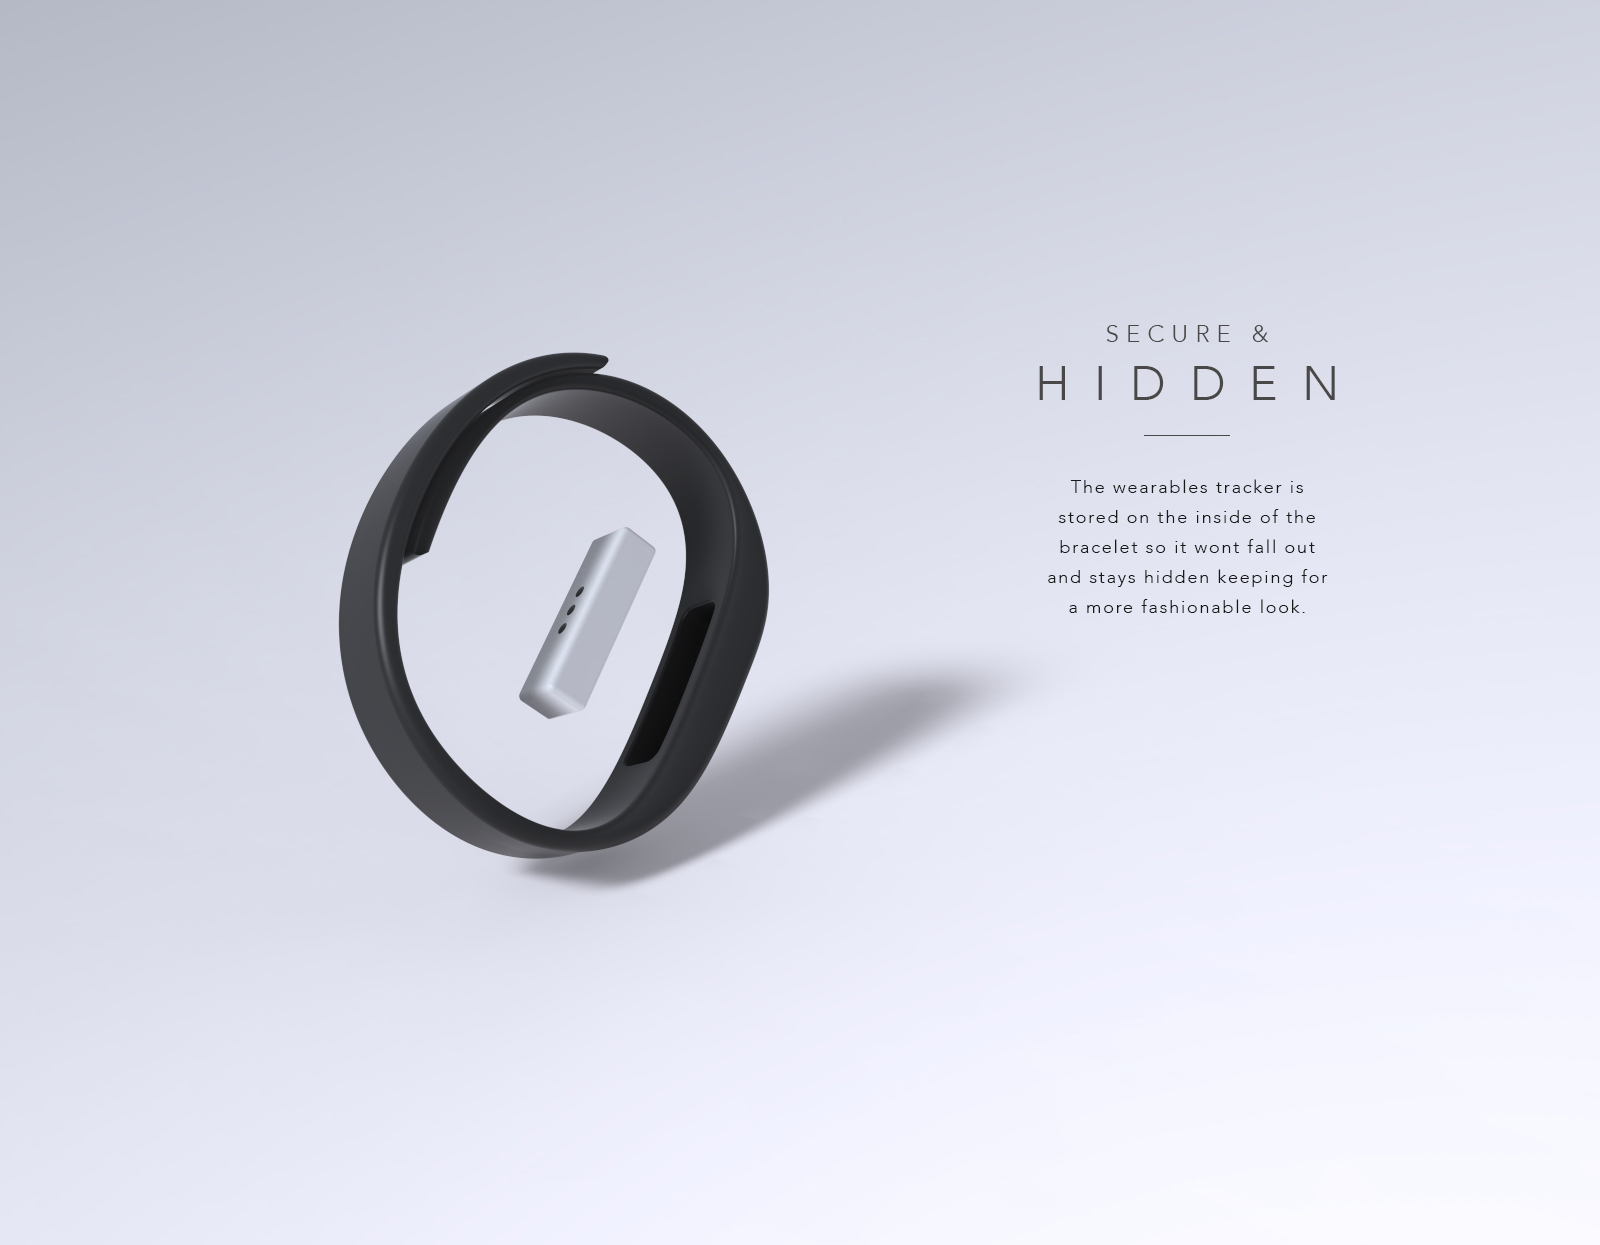 SECURE &
HIDDEN
The wearables tracker is
stored on the inside of the
bracelet so it wont fall out
and stays hidden keeping for
a more fashionable look.